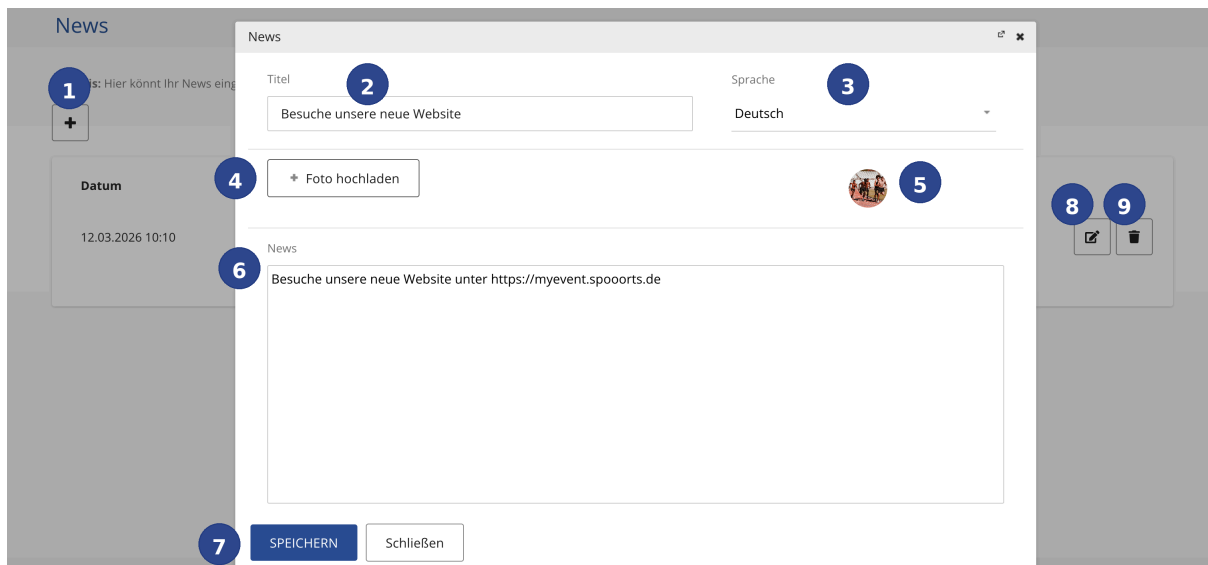 News
News
is: Hier könnt Ihr News eing
1
+
Titel
2
Sprache
3
Besuche unsere neue Website
Deutsch
4
+ Foto hochladen
5
Datum
12.03.2026 10:10
8
9
News
6
Besuche unsere neue Website unter https://myevent.spooorts.de
7
SPEICHERN
Schließen